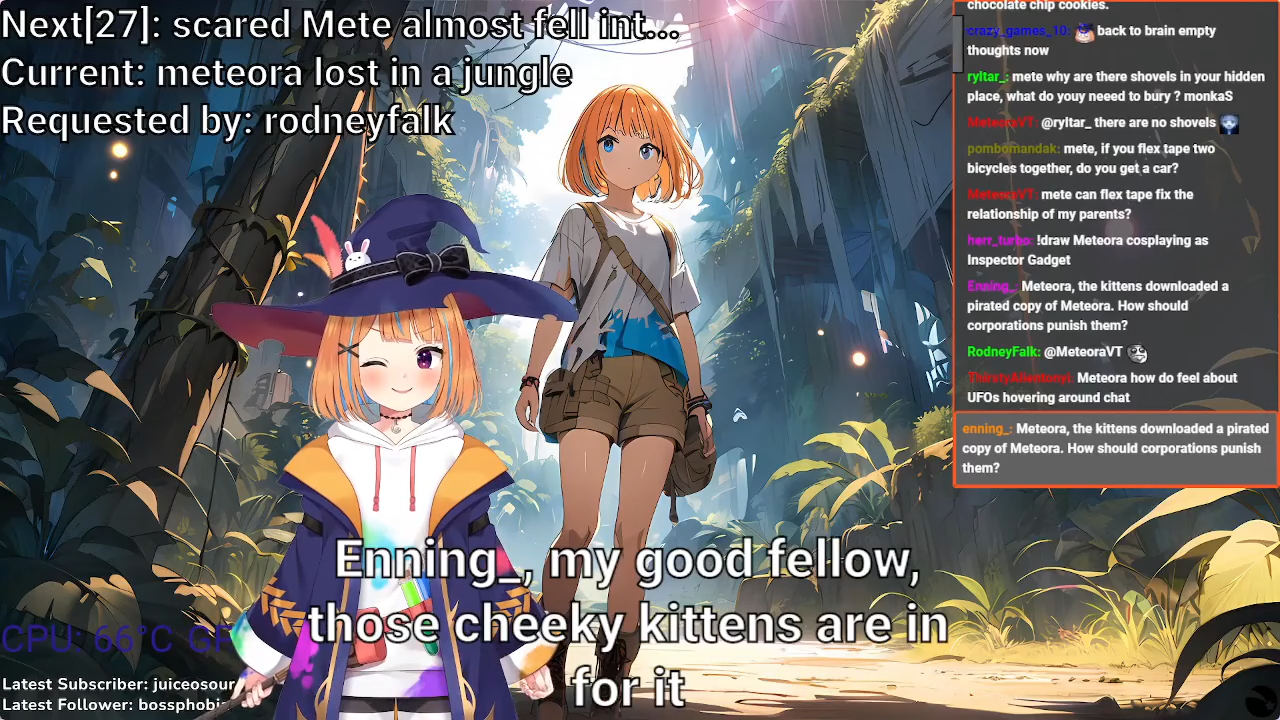 Next[27]: scared Mete almost fell int...
Current: meteora lost in a jungle
Requested by: rodneyfalk
chocolate chip cookies.
crazy_games_10: back to brain empty
thoughts now
ryltar_: mete why are there shovels in your hidden
place, what do youy neeed to bury ? monkaS
MeteoraVT: @ryltar_ there are no shovels
pombomandak: mete, if you flex tape two
bicycles together, do you get a car?
MeteoraVT: mete can flex tape fix the
relationship of my parents?
herr_turbo: !draw Meteora cosplaying as
Inspector Gadget
Enning_: Meteora, the kittens downloaded a
pirated copy of Meteora. How should
corporations punish them?
RodneyFalk: @MeteoraVT
Meteora how do feel about
UFOs hovering around chat
enning_: Meteora, the kittens downloaded a pirated
copy of Meteora. How should corporations punish
them?
Enning_, my good fellow,
those cheeky kittens are in
for it
CPU: 66°C GP
Latest Subscriber: juiceosour
Latest Follower: bossphobi